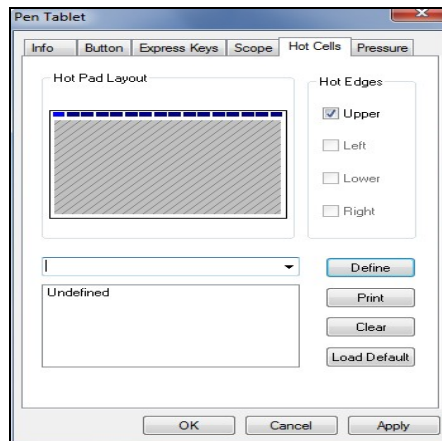 Pen Tablet
Info Button Express Keys Scope Hot Cells Pressure
Hot Pad Layout
Hot Edges
Upper
Left
Lower
Right
Define
Undefined
Print
Clear
Load Default
OK Cancel Apply